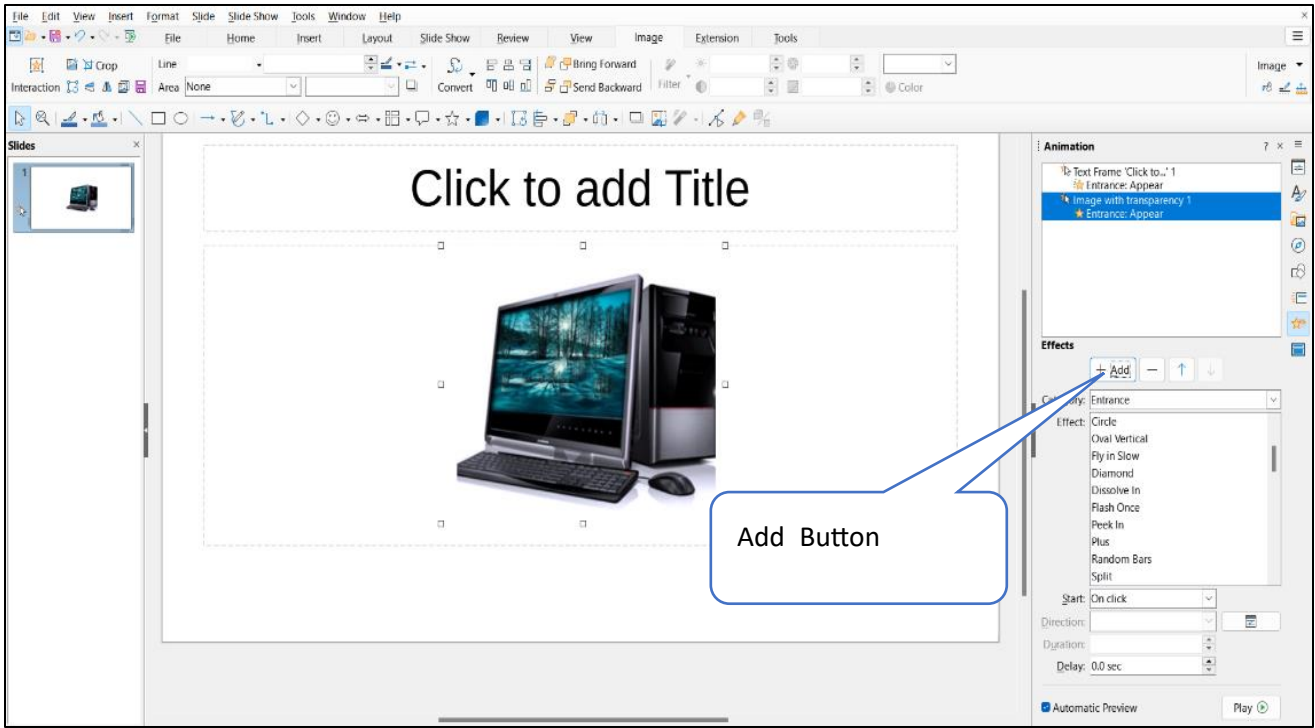 File Edit View Insert Format Slide Slide Show Tools Window Help
File Home Insert Layout Slide Show Review View Image Extension Tools
Crop Line Bring Forward Image
Interaction Area None Convert Send Backward Filter Color
Slides
1
Click to add Title
Animation
Text Frame 'Click to...' 1
Entrance: Appear
Image with transparency 1
Entrance: Appear
Effects
Add
Category: Entrance
Effect: Circle
Oval Vertical
Fly in Slow
Diamond
Dissolve In
Flash Once
Peek In
Plus
Random Bars
Split
Add Button
Start: On click
Direction:
Duration:
Delay: 0.0 sec
Automatic Preview Play